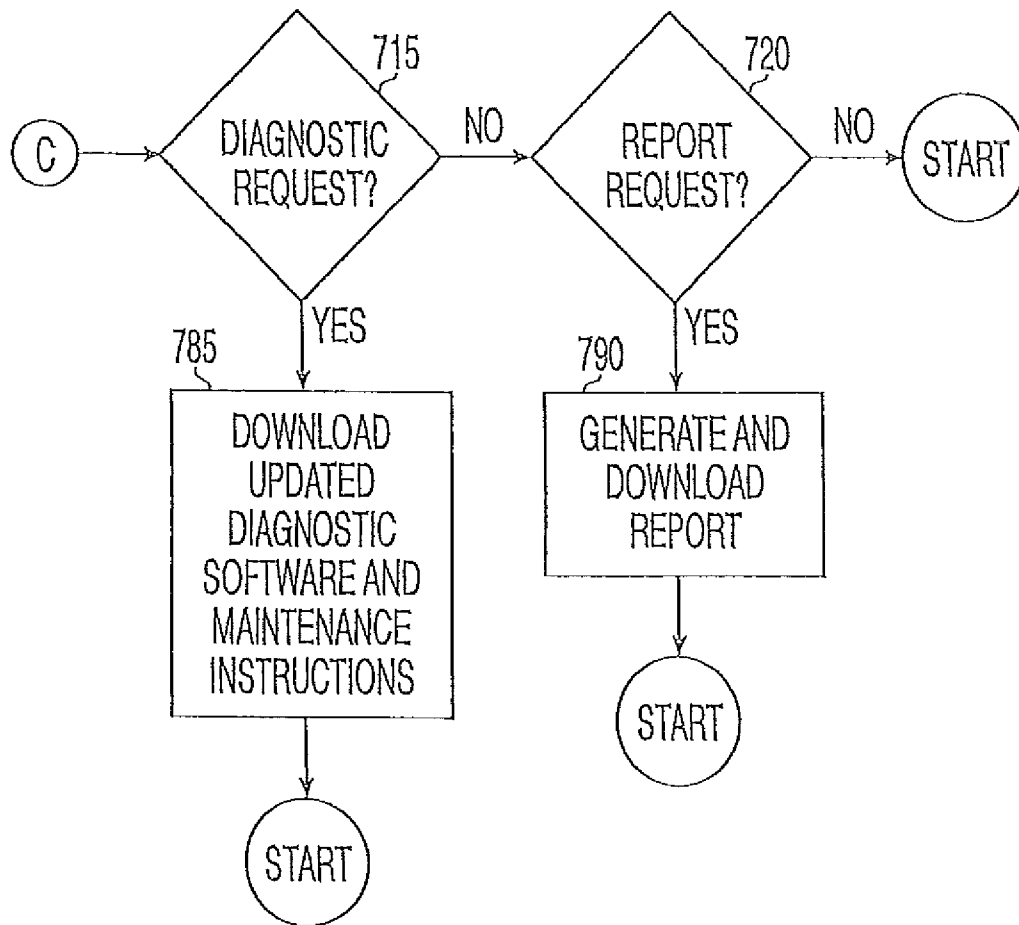 715
720
C
DIAGNOSTIC
REQUEST?
NO
REPORT
REQUEST?
NO
START
YES
YES
785
DOWNLOAD
UPDATED
DIAGNOSTIC
SOFTWARE AND
MAINTENANCE
INSTRUCTIONS
790
GENERATE AND
DOWNLOAD
REPORT
START
START